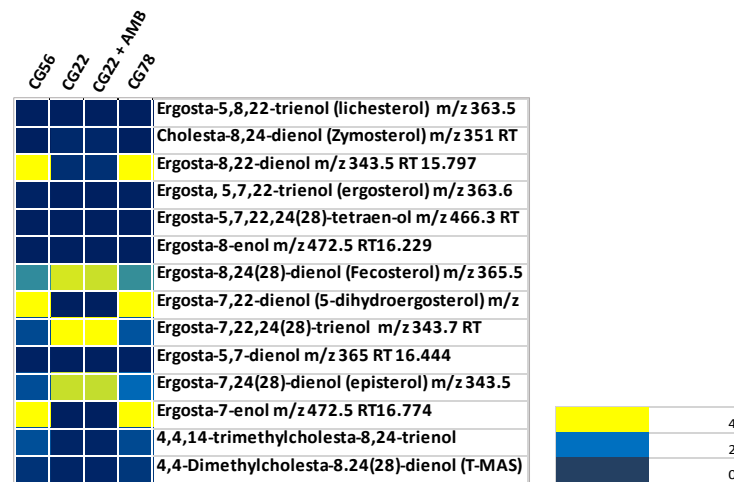 CG56 CG22 CG22 + AMB CG78
Ergosta-5,8,22-trienol (lichesterol) m/z 363.5
Cholesta-8,24-dienol (Zymosterol) m/z 351 RT
Ergosta-8,22-dienol m/z 343.5 RT 15.797
Ergosta, 5,7,22-trienol (ergosterol) m/z 363.6
Ergosta-5,7,22,24(28)-tetraen-ol m/z 466.3 RT
Ergosta-8-enol m/z 472.5 RT16.229
Ergosta-8,24(28)-dienol (Fecosterol) m/z 365.5
Ergosta-7,22-dienol (5-dihydroergosterol) m/z
Ergosta-7,22,24(28)-trienol m/z 343.7 RT
Ergosta-5,7-dienol m/z 365 RT 16.444
Ergosta-7,24(28)-dienol (episterol) m/z 343.5
Ergosta-7-enol m/z 472.5 RT16.774
4,4,14-trimethylcholesta-8,24-trienol
4,4-Dimethylcholesta-8.24(28)-dienol (T-MAS)
4
2
0